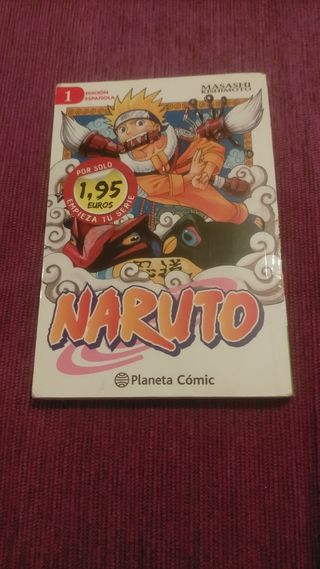 1
EDICIÓN
ESPAÑOLA
MASASHI
KISHIMOTO
POR SOLO
1,95
EUROS
EMPIEZA TU SERIE
NARUTO
Planeta Cómic